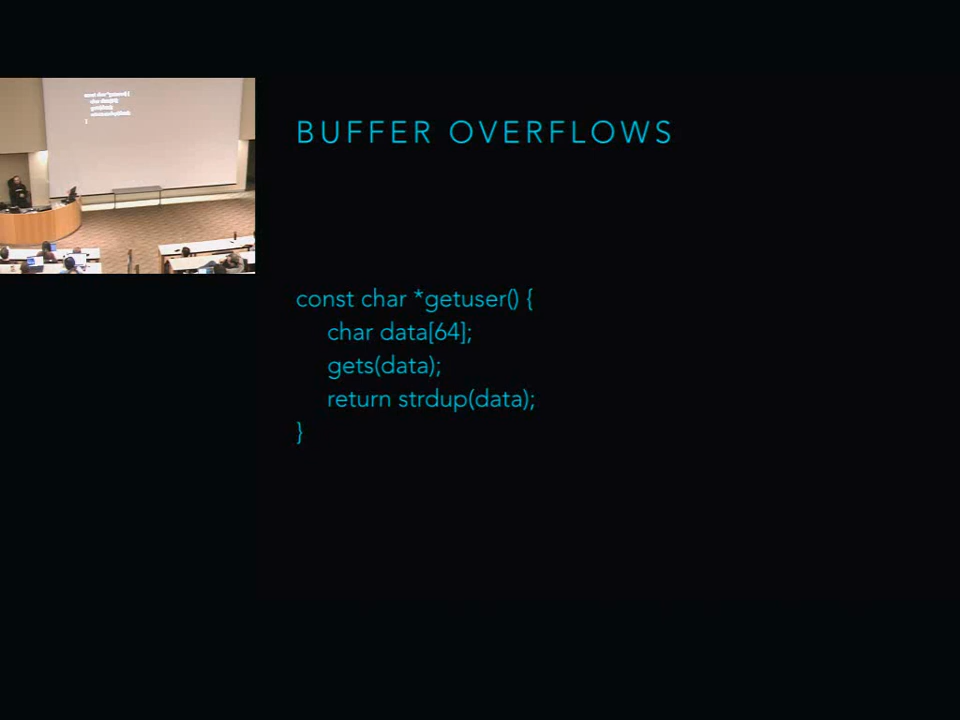 BUFFER OVERFLOWS
const char *getuser() {
char data[64];
gets(data);
return strdup(data);
}